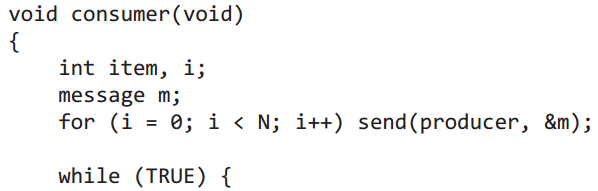 void consumer(void)
{
    int item, i;
    message m;
    for (i = 0; i < N; i++) send(producer, &m);
    while (TRUE) {